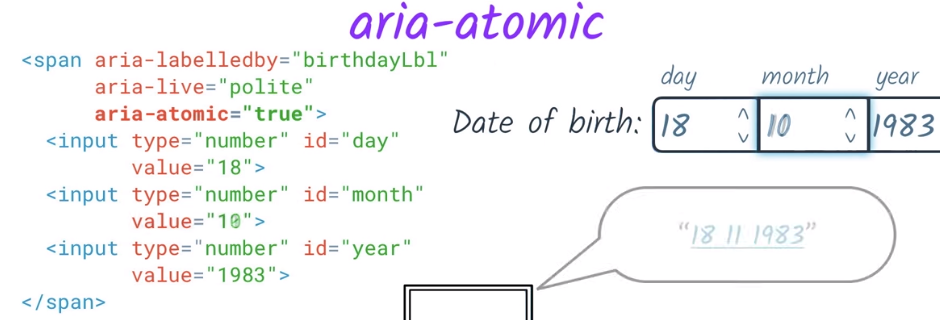 aria-atomic
<span aria-labelledby="birthdayLbl"
aria-live="polite"
aria-atomic="true">
<input type="number" id="day"
value="18">
<input type="number" id="month"
value="10">
<input type="number" id="year"
value="1983">
</span>
day month year
Date of birth: 18 10 1983
“18 11 1983”